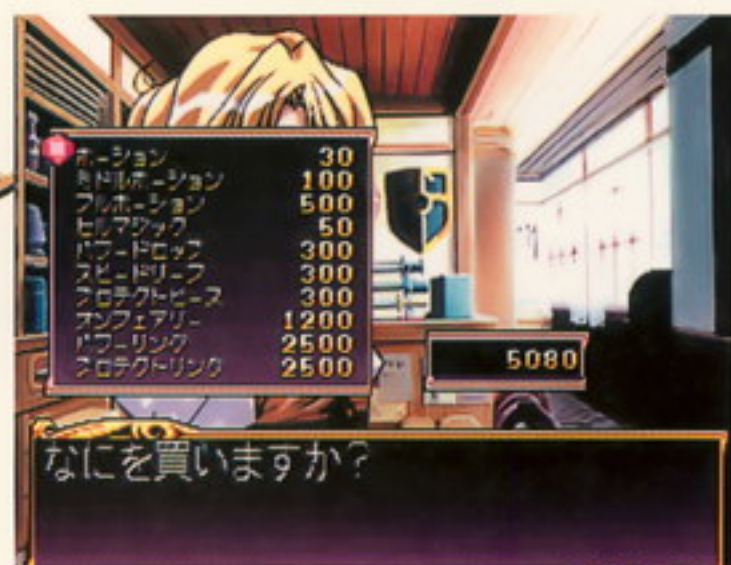 ポーション 30
ミドルポーション 100
フルポーション 500
ヒルマジック 50
パワードロップ 300
スピードリーフ 300
プロテクトピース 300
オンフェアリー 1200
パワーリング 2500
プロテクトリング 2500
5080
なにを買いますか？